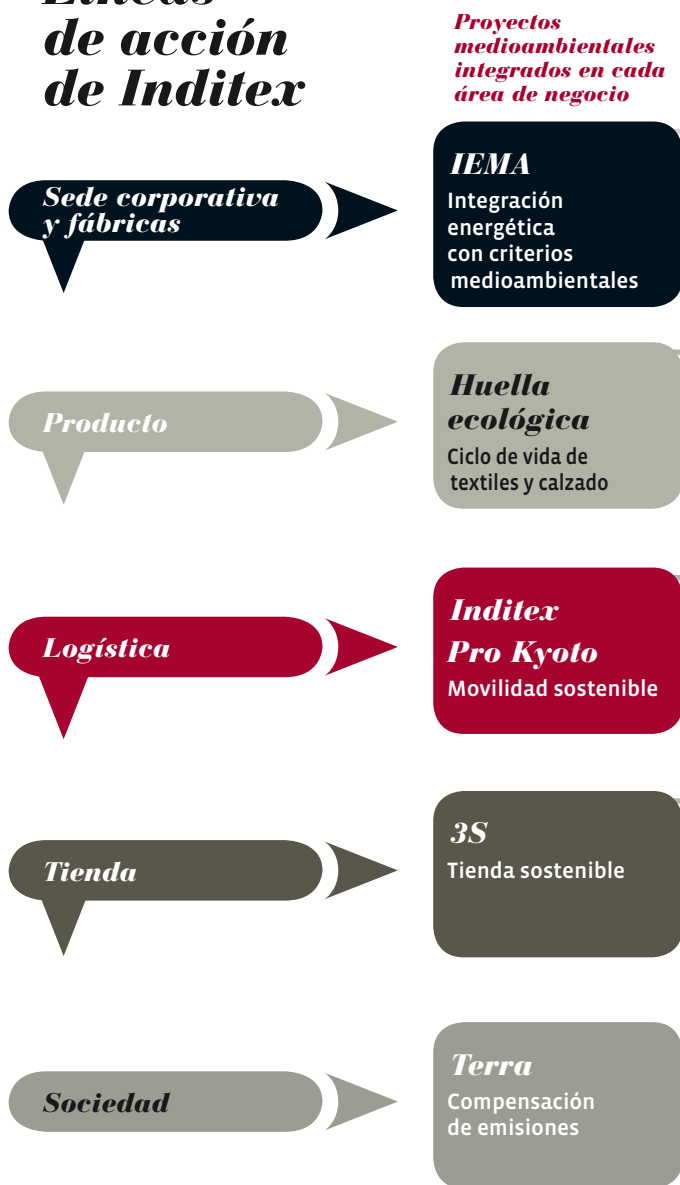 Líneas
de acción
de Inditex
Proyectos
medioambientales
integrados en cada
área de negocio
Sede corporativa
y fábricas
IEMA
Integración
energética
con criterios
medioambientales
Producto
Huella
ecológica
Ciclo de vida de
textiles y calzado
Logística
Inditex
Pro Kyoto
Movilidad sostenible
Tienda
3S
Tienda sostenible
Sociedad
Terra
Compensación
de emisiones